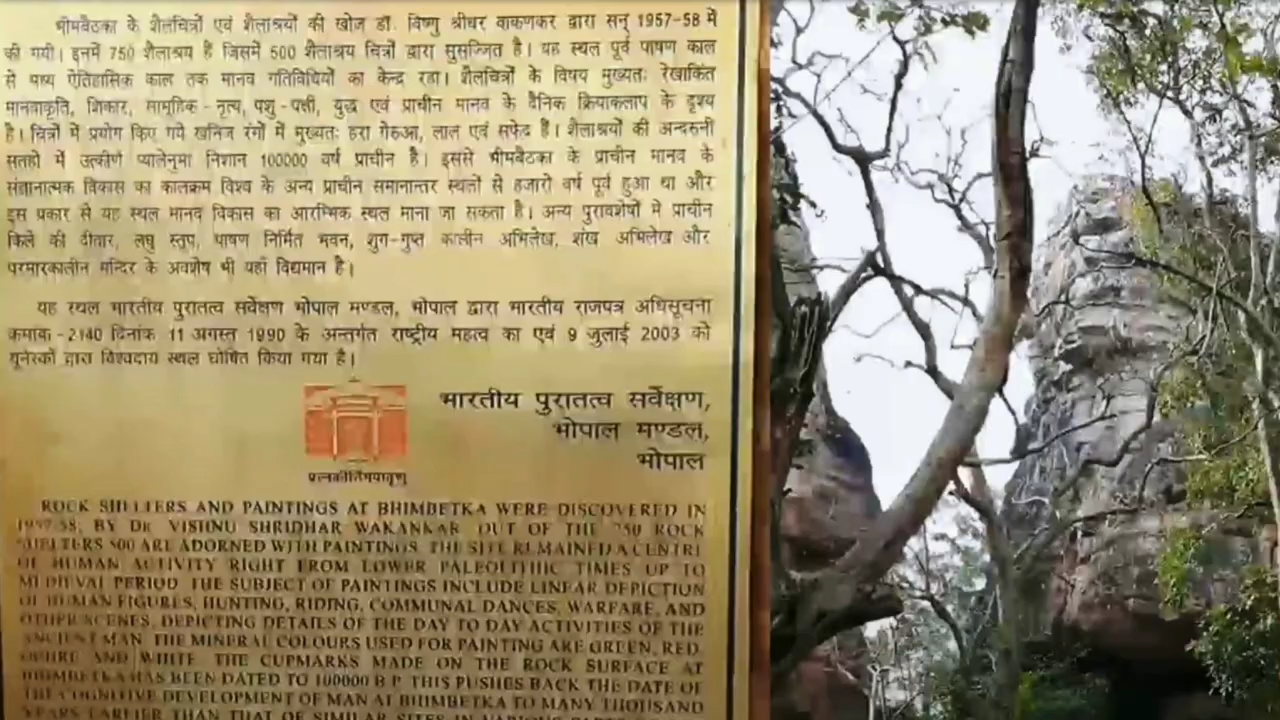 भीमबैठका के शैलचित्रों एवं शैलाश्रयों की खोज डॉ. विष्णु श्रीधर वाकणकर द्वारा सन् 1957-58 में
की गयी। इनमें 750 शैलाश्रय हैं जिसमें 500 शैलाश्रय चित्रों द्वारा सुसज्जित है। यह स्थल पूर्व पाषण काल
से मध्य ऐतिहासिक काल तक मानव गतिविधियों का केन्द रहा। शैलचित्रों के विषय मुख्यतः रेखांकित
मानवाकृति, शिकार, सामूहिक - नृत्य, पशु - पक्षी, युद्ध एवं प्राचीन मानव के दैनिक क्रियाकलाप के दृश्य
है। चित्रों में प्रयोग किए गये खनिज रंगों में मुख्यतः हरा गेरुआ, लाल एवं सफेद हैं। शैलाश्रयों की अन्दरुनी
सतहों में उत्कीर्ण प्यालेनुमा निशान 100000 वर्ष प्राचीन है। इससे भीमबैठका के प्राचीन मानव के
संज्ञानात्मक विकास का कालक्रम विश्व के अन्य प्राचीन समानान्तर स्थलों से हजारो वर्ष पूर्व हुआ था और
इस प्रकार से यह स्थल मानव विकास का आरम्भिक स्थल माना जा सकता है। अन्य पुरावशेषों में प्राचीन
किले की दीवार, लघु स्तूप, पाषण निर्मित भवन, शुंग-गुप्त कालीन अभिलेख, शंख अभिलेख और
परमारकालीन मन्दिर के अवशेष भी यहाँ विद्यमान है।
यह स्थल भारतीय पुरातत्व सर्वेक्षण भोपाल मण्डल, भोपाल द्वारा भारतीय राजपत्र अधिसूचना
क्रमांक -2140 दिनांक 11 अगस्त 1990 के अन्तर्गत राष्ट्रीय महत्व का एवं 9 जुलाई 2003 को
यूनेस्को द्वारा विश्वदाय स्थल घोषित किया गया है।
भारतीय पुरातत्व सर्वेक्षण,
भोपाल मण्डल,
भोपाल
प्रत्नकीर्तिमपावृणु
ROCK SHELTERS AND PAINTINGS AT BHIMBETKA WERE DISCOVERED IN
1957-58, BY DR. VISHNU SHRIDHAR WAKANKAR. OUT OF THE 750 ROCK
SHELTERS 500 ARE ADORNED WITH PAINTINGS. THE SITE REMAINED A CENTRE
OF HUMAN ACTIVITY RIGHT FROM LOWER PALEOLITHIC TIMES UP TO
MEDIEVAL PERIOD. THE SUBJECT OF PAINTINGS INCLUDE LINEAR DEPICTION
OF HUMAN FIGURES, HUNTING, RIDING, COMMUNAL DANCES, WARFARE, AND
OTHER SCENES, DEPICTING DETAILS OF THE DAY TO DAY ACTIVITIES OF THE
ANCIENT MAN. THE MINERAL COLOURS USED FOR PAINTING ARE GREEN, RED,
OCHRE AND WHITE. THE CUPMARKS MADE ON THE ROCK SURFACE AT
BHIMBETKA HAS BEEN DATED TO 100000 B.P. THIS PUSHES BACK THE DATE OF
THE COGNITIVE DEVELOPMENT OF MAN AT BHIMBETKA TO MANY THOUSAND
YEARS EARLIER THAN THAT OF SIMILAR SITES IN VARIOUS